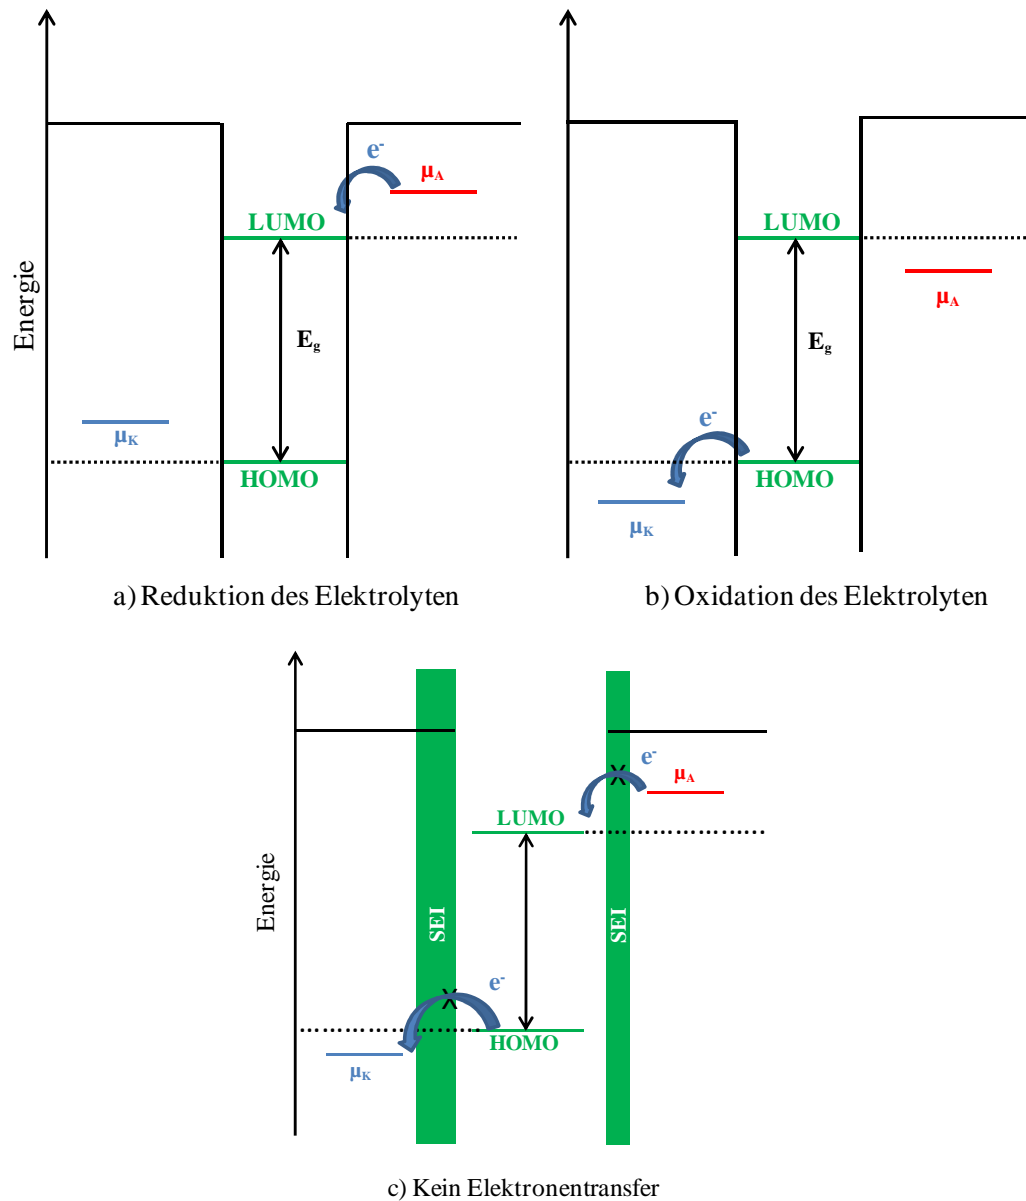 e-
μA
LUMO
Energie
Eg
μK
HOMO
a) Reduktion des Elektrolyten
LUMO
μA
Eg
e-
HOMO
μK
b) Oxidation des Elektrolyten
e-
X
μA
LUMO
Energie
SEI
SEI
e-
X
HOMO
μK
c) Kein Elektronentransfer